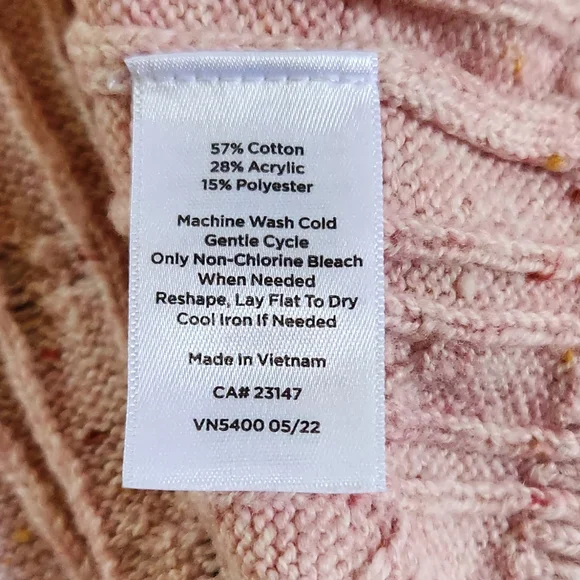 57% Cotton
28% Acrylic
15% Polyester
Machine Wash Cold
Gentle Cycle
Only Non-Chlorine Bleach
When Needed
Reshape, Lay Flat To Dry
Cool Iron If Needed
Made In Vietnam
CA# 23147
VN5400 05/22